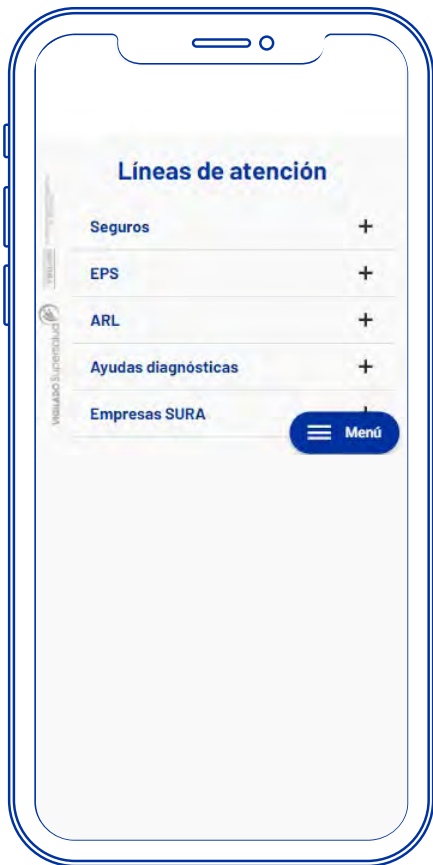 Líneas de atención
Seguros +
EPS +
ARL +
Ayudas diagnósticas +
Empresas SURA
Menú
VIGILADO Supersalud